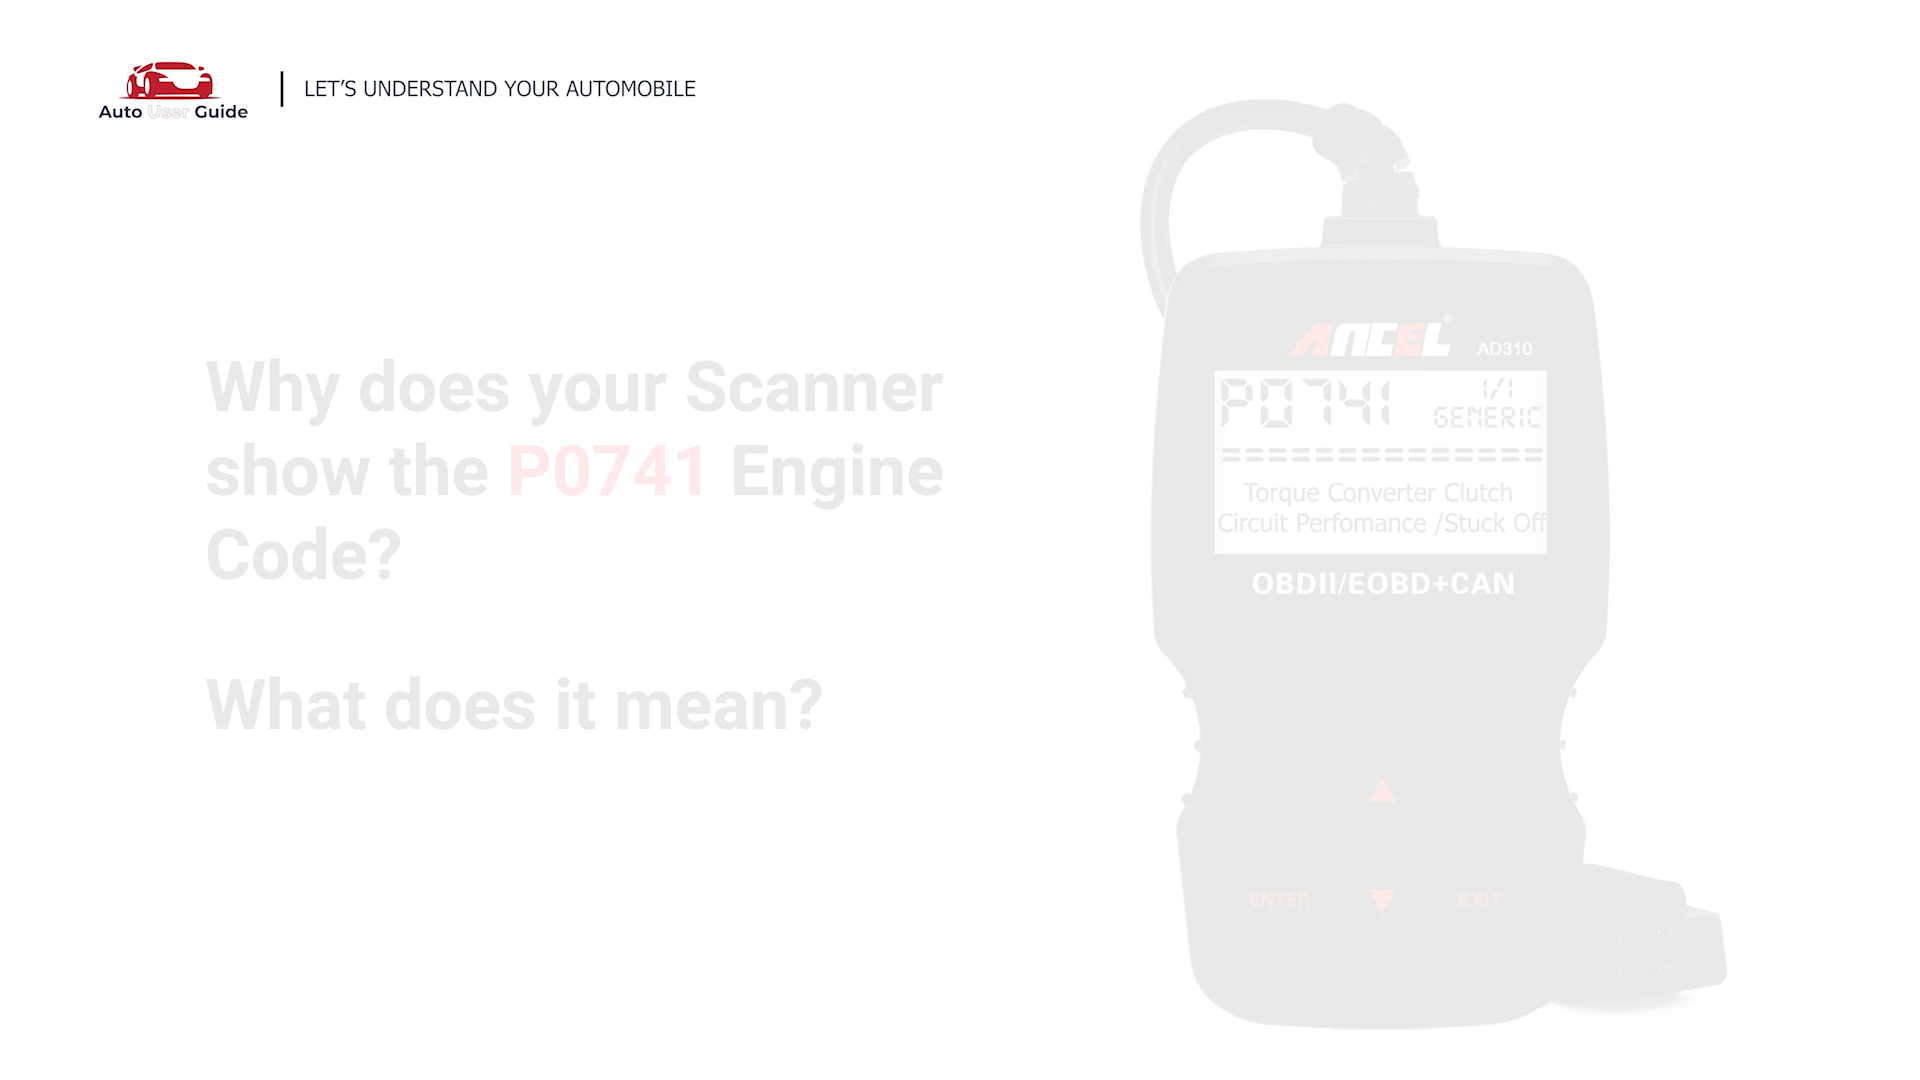 Auto User Guide
LET'S UNDERSTAND YOUR AUTOMOBILE
Why does your Scanner
show the P0741 Engine
Code?
What does it mean?
ANCEL®
AD310
P0741
1/1
GENERIC
Torque Converter Clutch
Circuit Perfomance /Stuck Off
OBDII/EOBD+CAN
ENTER
EXIT